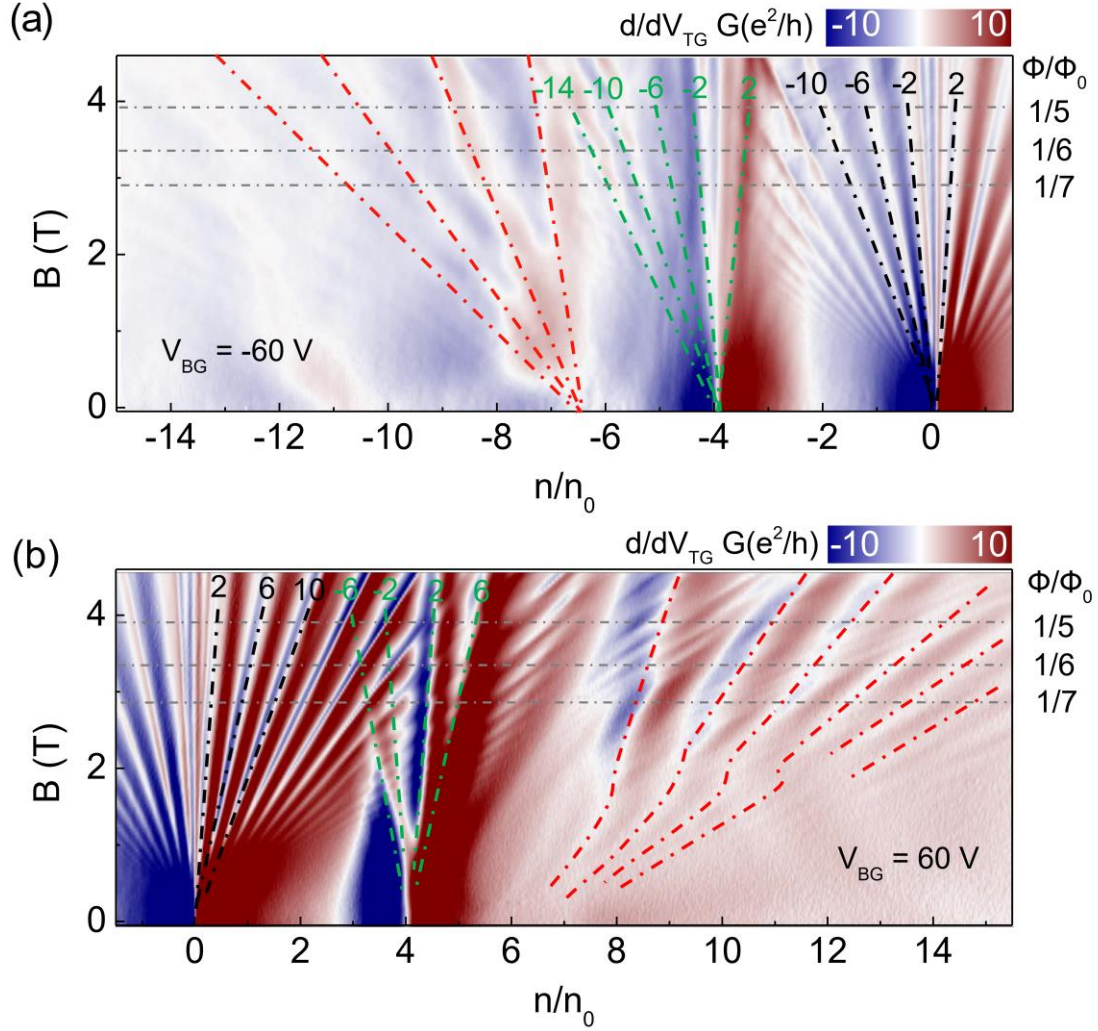 (a)
d/dV_TG G(e²/h) -10 10
Φ/Φ₀
-14 -10 -6 -2 2 -10 -6 -2 2
4
1/5
1/6
1/7
B (T)
2
V_BG = -60 V
0
-14 -12 -10 -8 -6 -4 -2 0
n/n₀
(b)
d/dV_TG G(e²/h) -10 10
Φ/Φ₀
2 6 10 -6 -2 2 6
4
1/5
1/6
1/7
B (T)
2
V_BG = 60 V
0
0 2 4 6 8 10 12 14
n/n₀